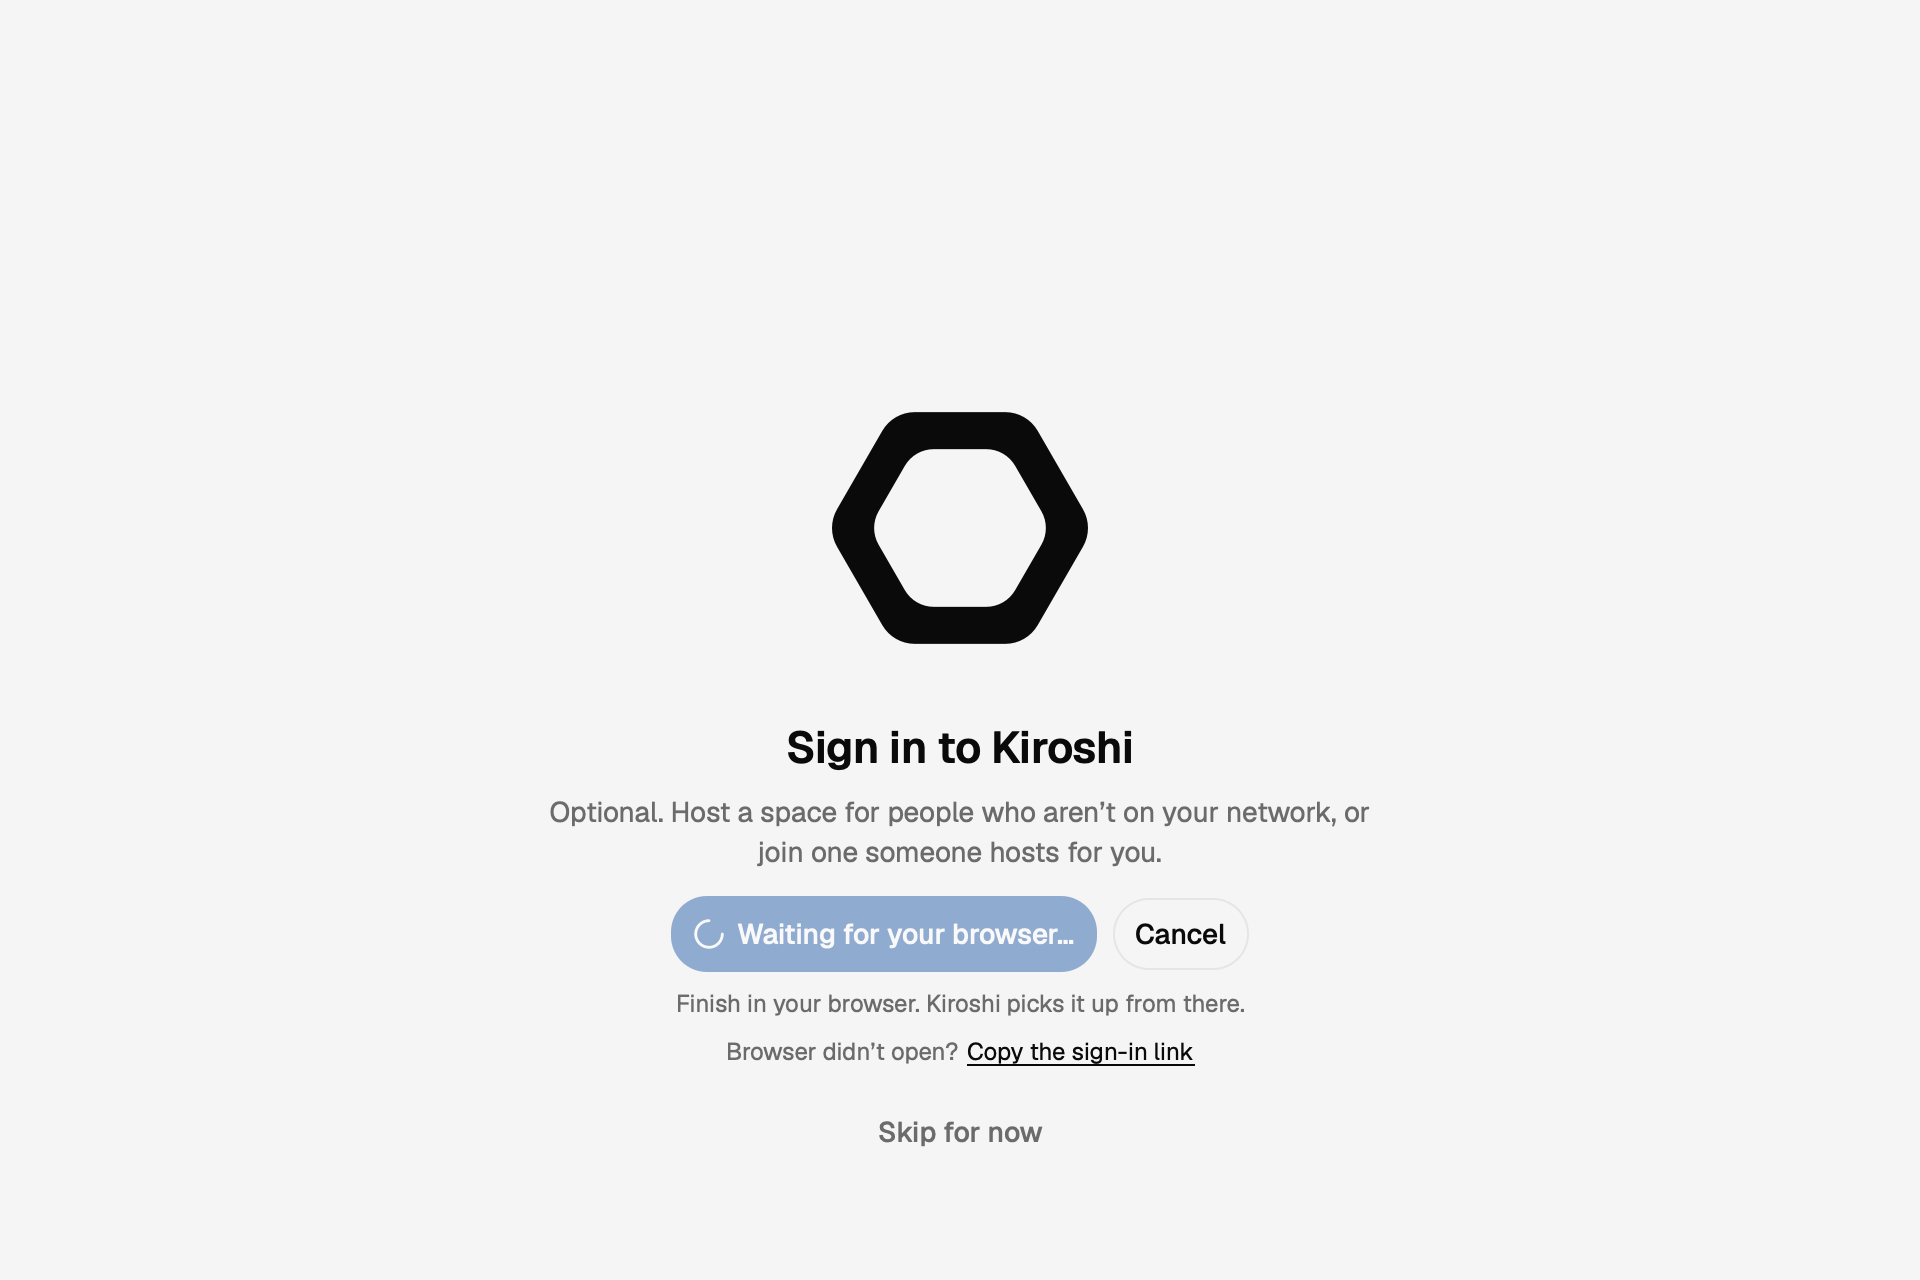 Sign in to Kiroshi
Optional. Host a space for people who aren’t on your network, or
join one someone hosts for you.
Waiting for your browser…
Cancel
Finish in your browser. Kiroshi picks it up from there.
Browser didn’t open? Copy the sign-in link
Skip for now